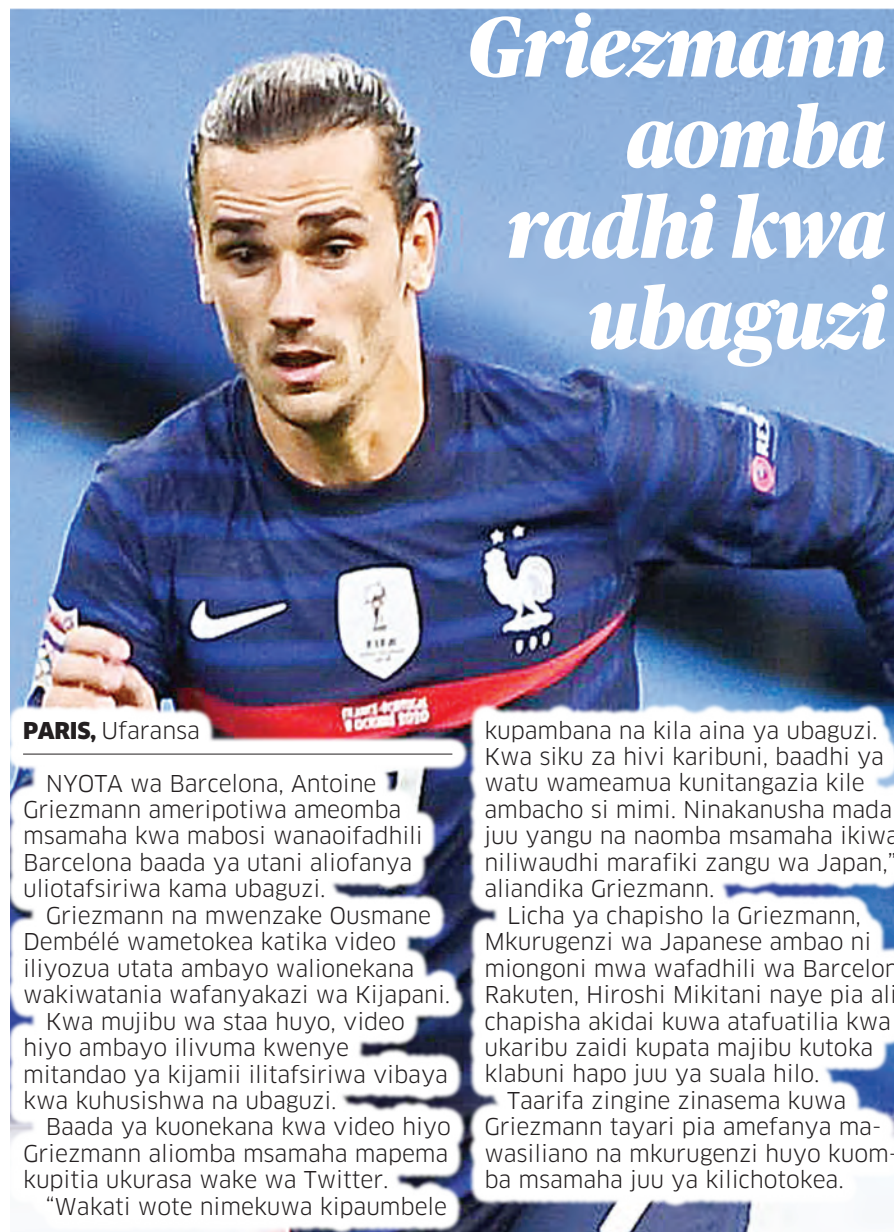 Griezmann
aomba
radhi kwa
ubaguzi
PARIS, Ufaransa
NYOTA wa Barcelona, Antoine
Griezmann ameripotiwa ameomba
msamaha kwa mabosi wanaoifadhili
Barcelona baada ya utani aliofanya
uliotafsiriwa kama ubaguzi.
Griezmann na mwenzake Ousmane
Dembélé wametokea katika video
iliyozua utata ambayo walionekana
wakiwatania wafanyakazi wa Kijapani.
Kwa mujibu wa staa huyo, video
hiyo ambayo ilivuma kwenye
mitandao ya kijamii ilitafsiriwa vibaya
kwa kuhusishwa na ubaguzi.
Baada ya kuonekana kwa video hiyo
Griezmann aliomba msamaha mapema
kupitia ukurasa wake wa Twitter.
“Wakati wote nimekuwa kipaumbele
kupambana na kila aina ya ubaguzi.
Kwa siku za hivi karibuni, baadhi ya
watu wameamua kunitangazia kile
ambacho si mimi. Ninakanusha mada
juu yangu na naomba msamaha ikiwa
niliwaudhi marafiki zangu wa Japan,”
aliandika Griezmann.
Licha ya chapisho la Griezmann,
Mkurugenzi wa Japanese ambao ni
miongoni mwa wafadhili wa Barcelon
Rakuten, Hiroshi Mikitani naye pia ali
chapisha akidai kuwa atafuatilia kwa
ukaribu zaidi kupata majibu kutoka
klabuni hapo juu ya suala hilo.
Taarifa zingine zinasema kuwa
Griezmann tayari pia amefanya ma-
wasiliano na mkurugenzi huyo kuom-
ba msamaha juu ya kilichotokea.
RES
FIFA
FRANCE-PORTUGAL